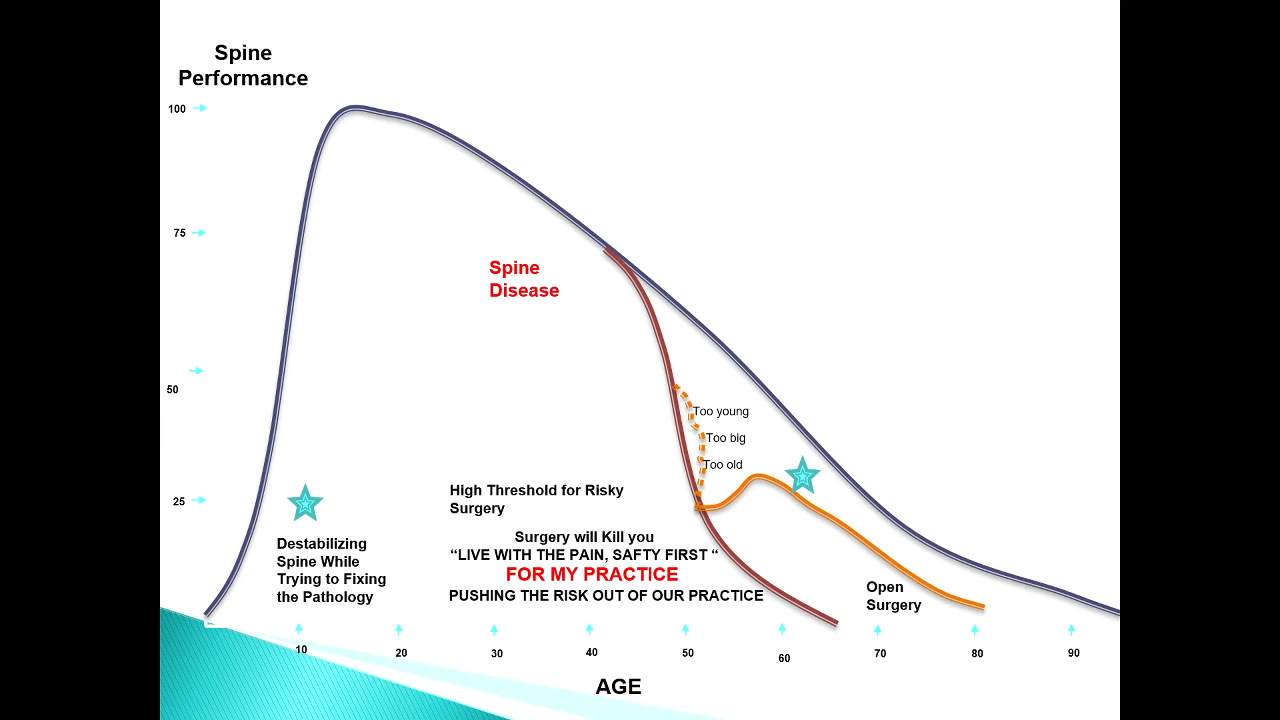 Spine
Performance
100
75
Spine
Disease
50
Too young
Too big
Too old
25
High Threshold for Risky
Surgery
Destabilizing
Spine While
Trying to Fixing
the Pathology
Surgery will Kill you
“LIVE WITH THE PAIN, SAFTY FIRST “
FOR MY PRACTICE
PUSHING THE RISK OUT OF OUR PRACTICE
Open
Surgery
10 20 30 40 50 60 70 80 90
AGE